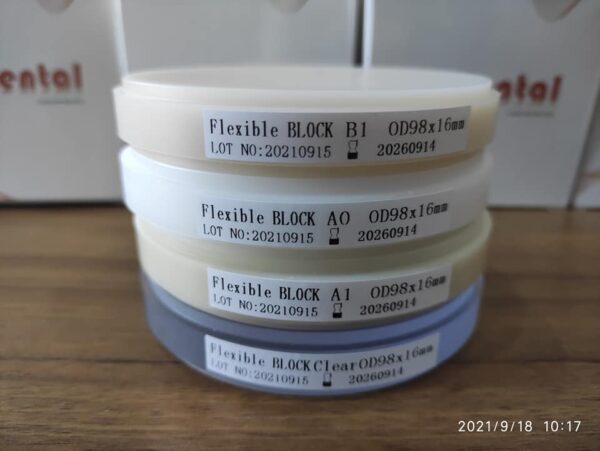 ental
ental
Flexible BLOCK B1 OD98x16mm
LOT NO:20210915 20260914
Flexible BLOCK A0 OD98x16mm
LOT NO:20210915 20260914
Flexible BLOCK A1 OD98x16mm
LOT NO:20210915 20260914
Flexible BLOCK Clear OD98x16mm
LOT NO:20210915 20260914
2021/9/18 10:17